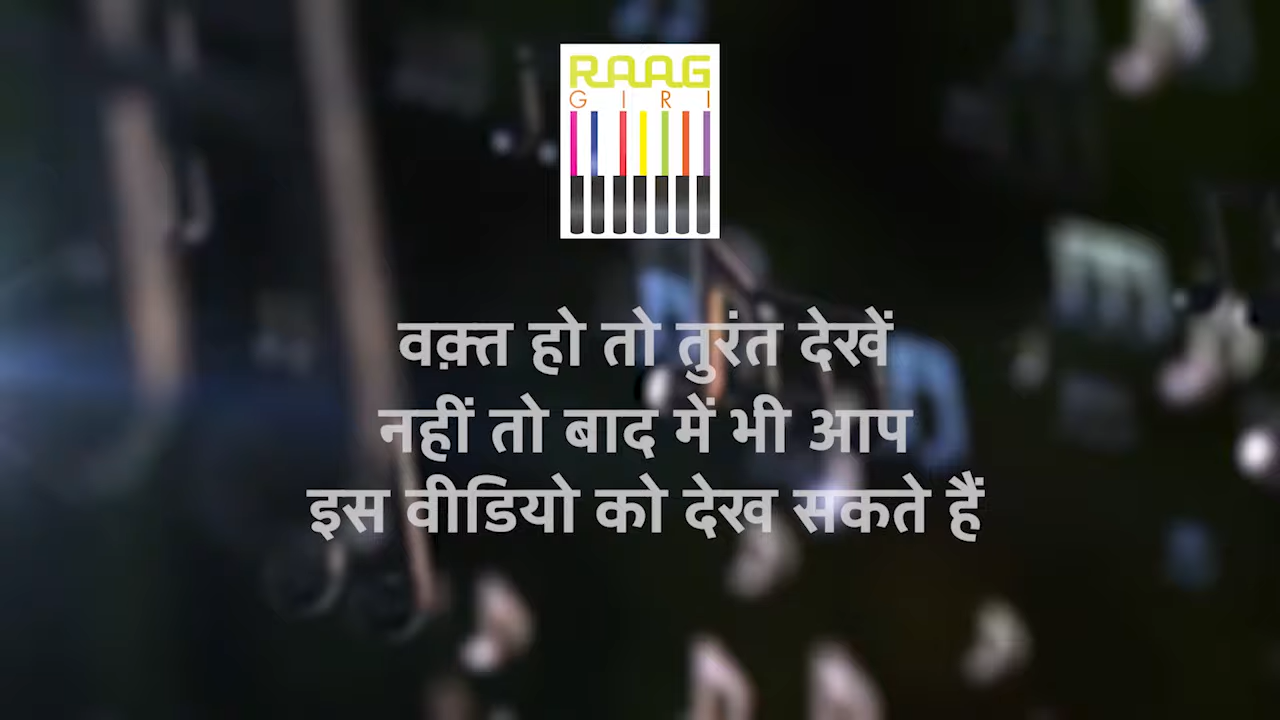 RAAG
GIRI
वक़्त हो तो तुरंत देखें
नहीं तो बाद में भी आप
इस वीडियो को देख सकते हैं